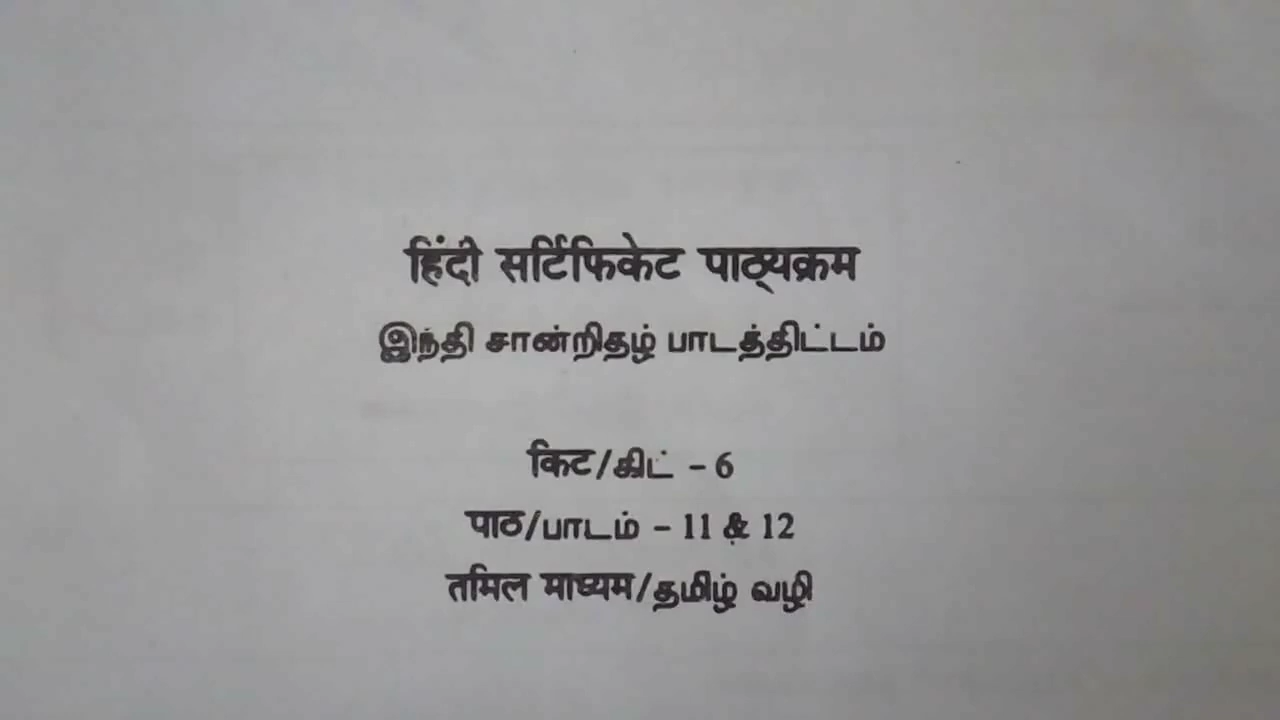 हिंदी सर्टिफिकेट पाठ्यक्रम
இந்தி சான்றிதழ் பாடத்திட்டம்
किट/கிட் - 6
पाठ/பாடம் - 11 & 12
तमिल माध्यम/தமிழ் வழி